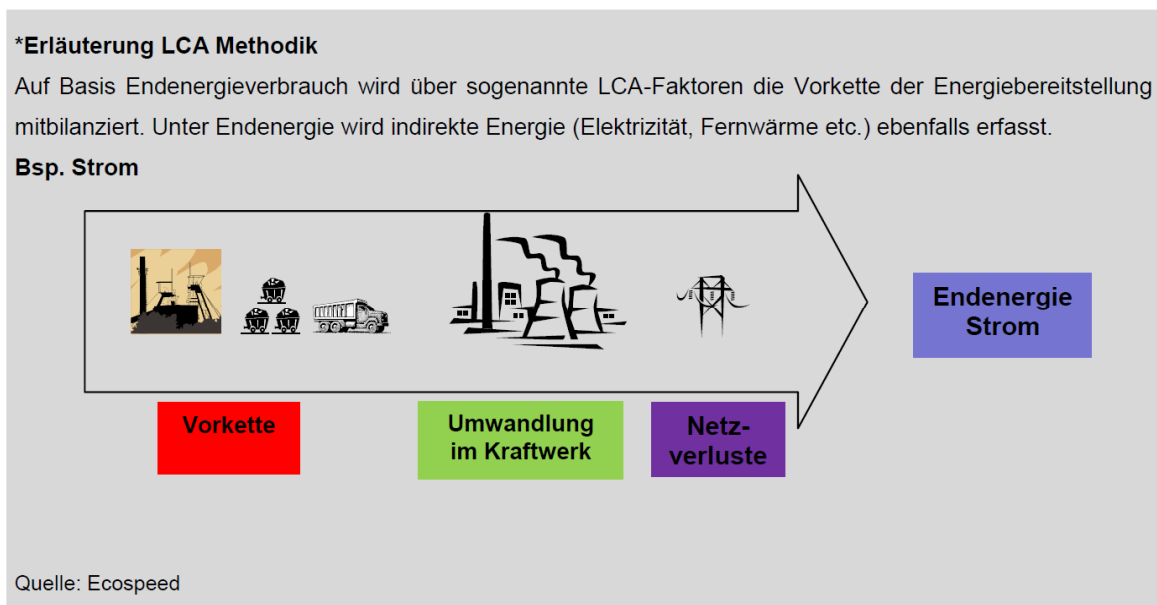 *Erläuterung LCA Methodik
Auf Basis Endenergieverbrauch wird über sogenannte LCA-Faktoren die Vorkette der Energiebereitstellung
mitbilanziert. Unter Endenergie wird indirekte Energie (Elektrizität, Fernwärme etc.) ebenfalls erfasst.
Bsp. Strom
Endenergie
Strom
Vorkette
Umwandlung
im Kraftwerk
Netz-
verluste
Quelle: Ecospeed